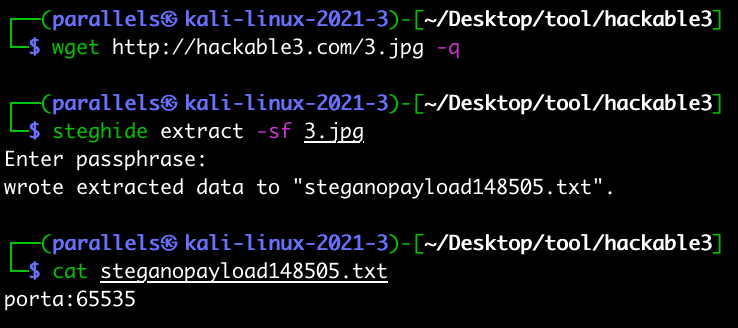 ┌──(parallels㉿ kali-linux-2021-3)-[~/Desktop/tool/hackable3]
└─$ wget http://hackable3.com/3.jpg -q
┌──(parallels㉿ kali-linux-2021-3)-[~/Desktop/tool/hackable3]
└─$ steghide extract -sf 3.jpg
Enter passphrase:
wrote extracted data to "steganopayload148505.txt".
┌──(parallels㉿ kali-linux-2021-3)-[~/Desktop/tool/hackable3]
└─$ cat steganopayload148505.txt
porta:65535